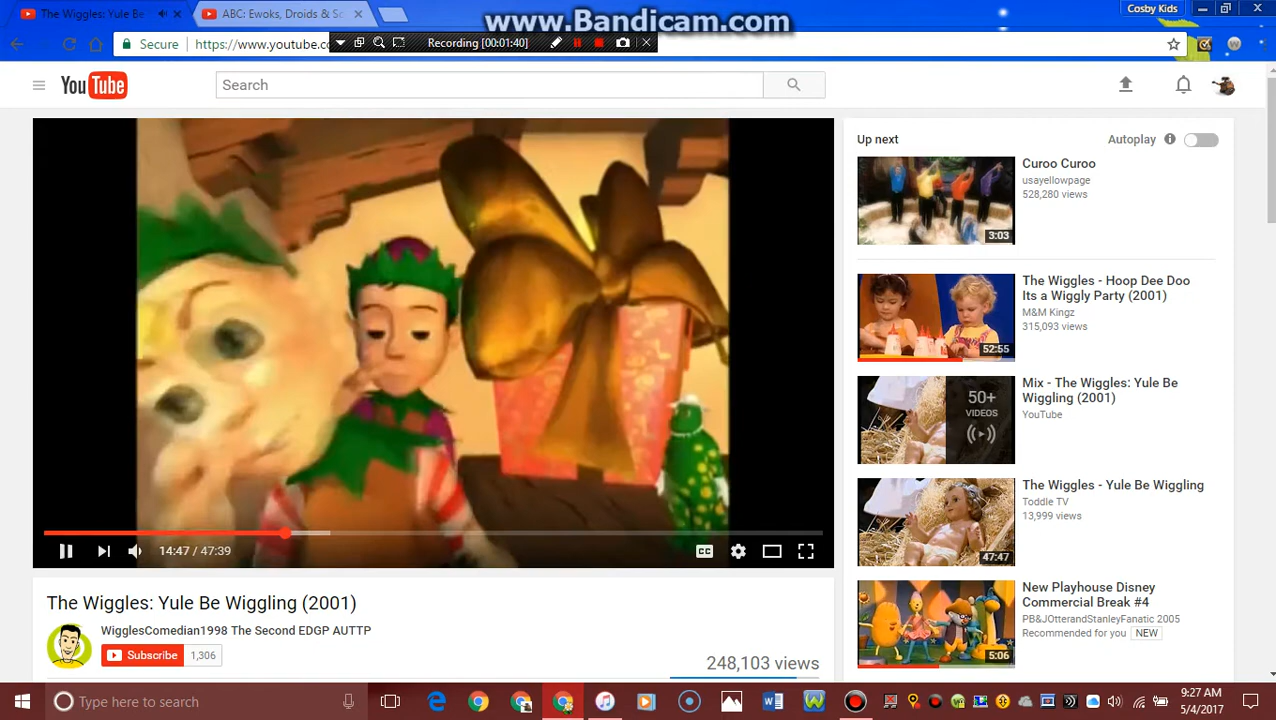 www.Bandicam.com
The Wiggles: Yule Be
ABC: Ewoks, Droids & Sc
Cosby Kids
Secure
https://www.youtube.co
Recording [00:01:40]
YouTube
Search
Up next
Autoplay
Curoo Curoo
usayellowpage
528,280 views
3:03
The Wiggles - Hoop Dee Doo
Its a Wiggly Party (2001)
M&M Kingz
315,093 views
52:55
50+
VIDEOS
Mix - The Wiggles: Yule Be
Wiggling (2001)
YouTube
The Wiggles - Yule Be Wiggling
Toddle TV
13,999 views
47:47
New Playhouse Disney
Commercial Break #4
PB&JOtterandStanleyFanatic 2005
Recommended for you NEW
5:06
14:47 / 47:39
CC
The Wiggles: Yule Be Wiggling (2001)
WigglesComedian1998 The Second EDGP AUTTP
Subscribe 1,306
248,103 views
Type here to search
9:27 AM
5/4/2017